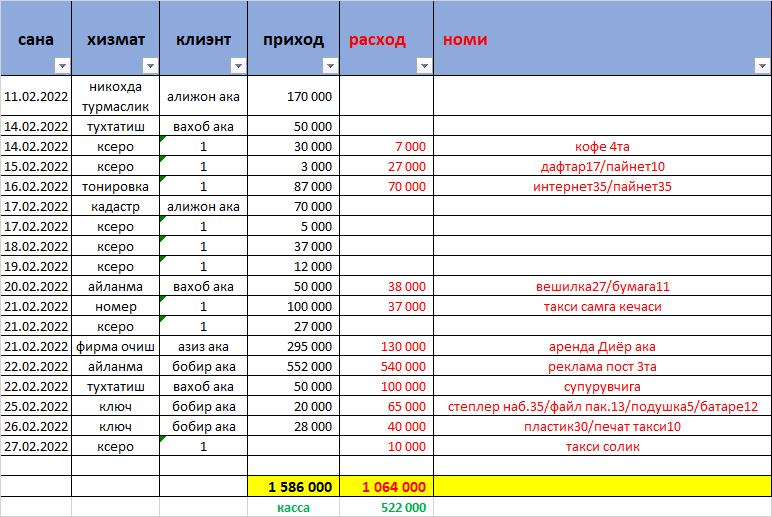 сана хизмат клиэнт приход расход номи
11.02.2022 никохда турмаслик алижон ака 170 000
14.02.2022 тухтатиш вахоб ака 50 000
14.02.2022 ксеро 1 30 000 7 000 кофе 4та
15.02.2022 ксеро 1 3 000 27 000 дафтар17/пайнет10
16.02.2022 тонировка 1 87 000 70 000 интернет35/пайнет35
17.02.2022 кадастр алижон ака 70 000
17.02.2022 ксеро 1 5 000
18.02.2022 ксеро 1 37 000
19.02.2022 ксеро 1 12 000
20.02.2022 айланма вахоб ака 50 000 38 000 вешилка27/бумага11
21.02.2022 номер 1 100 000 37 000 такси самга кечаси
21.02.2022 ксеро 1 27 000
21.02.2022 фирма очиш азиз ака 295 000 130 000 аренда Диёр ака
22.02.2022 айланма бобир ака 552 000 540 000 реклама пост 3та
22.02.2022 тухтатиш вахоб ака 50 000 100 000 супурувчига
25.02.2022 ключ бобир ака 20 000 65 000 степлер наб.35/файл пак.13/подушка5/батаре12
26.02.2022 ключ бобир ака 28 000 40 000 пластик30/печат такси10
27.02.2022 ксеро 1 10 000 такси солик
1 586 000 1 064 000
касса 522 000